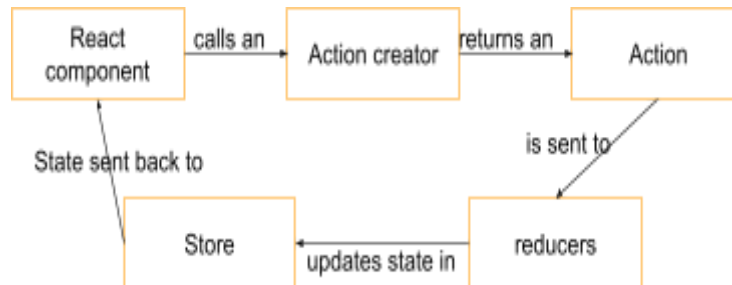 React
component
calls an
Action creator
returns an
Action
is sent to
reducers
updates state in
Store
State sent back to